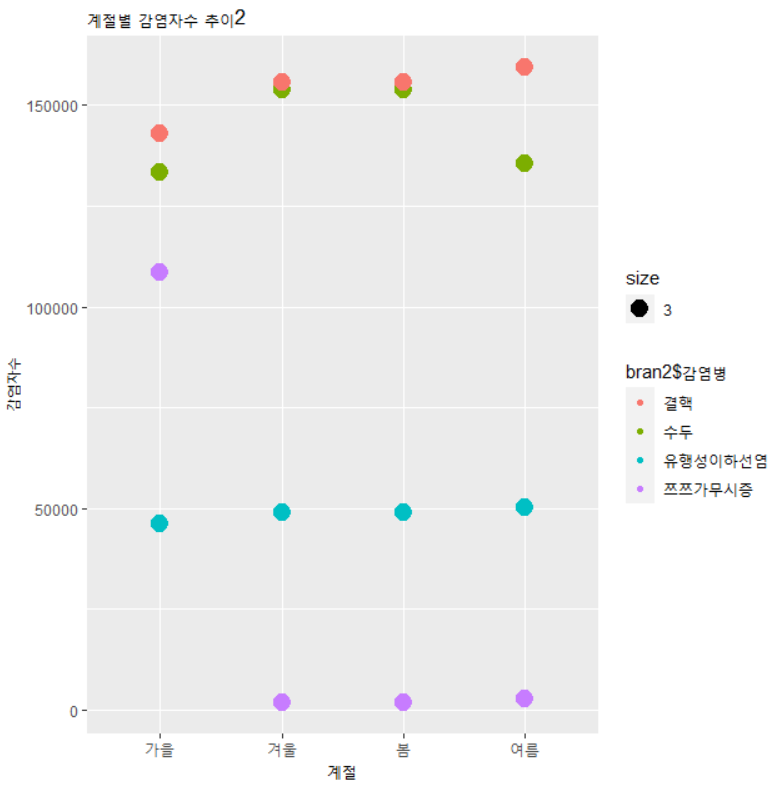 계절별 감염자수 추이2
150000
100000
50000
0
감염자수
가을 겨울 봄 여름
계절
size
3
bran2$감염병
결핵
수두
유행성이하선염
쯔쯔가무시증